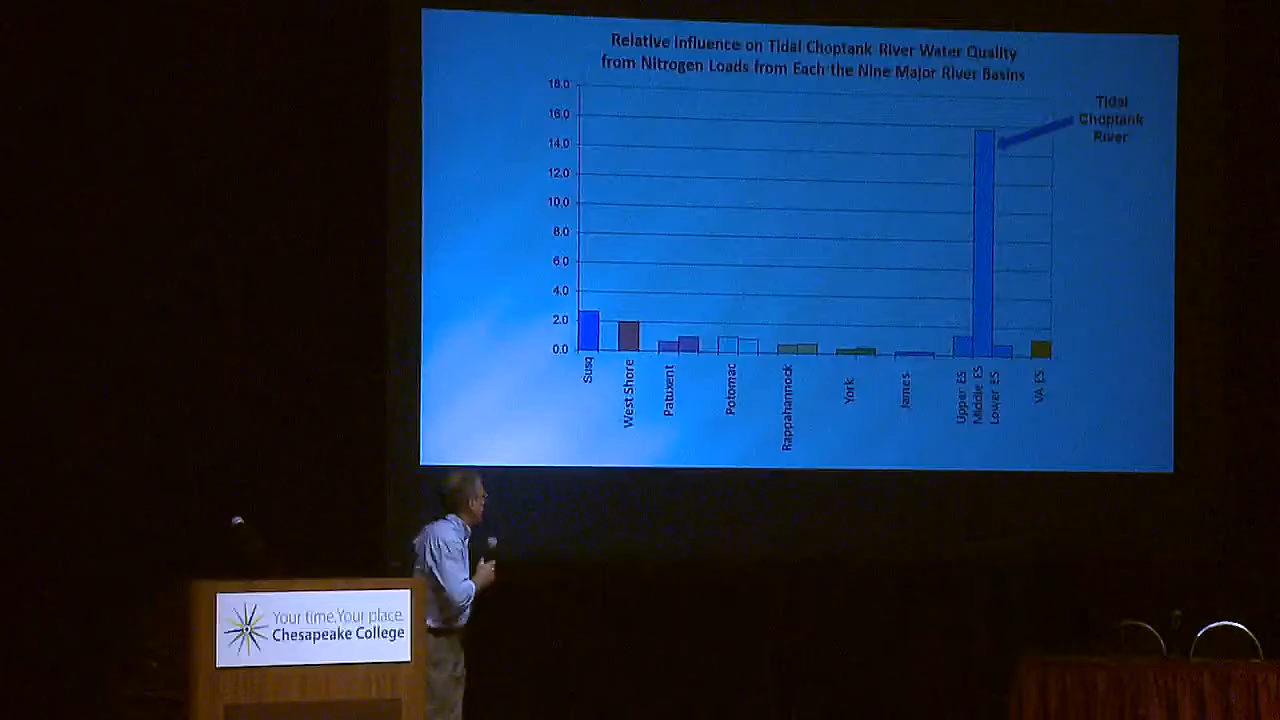 Relative Influence on Tidal Choptank River Water Quality
from Nitrogen Loads from Each the Nine Major River Basins
18.0
16.0
14.0
12.0
10.0
8.0
6.0
4.0
2.0
0.0
Tidal
Choptank
River
Susq
West Shore
Patuxent
Potomac
Rappahannock
York
James
Upper ES
Middle ES
Lower ES
VA ES
Your time. Your place.
Chesapeake College